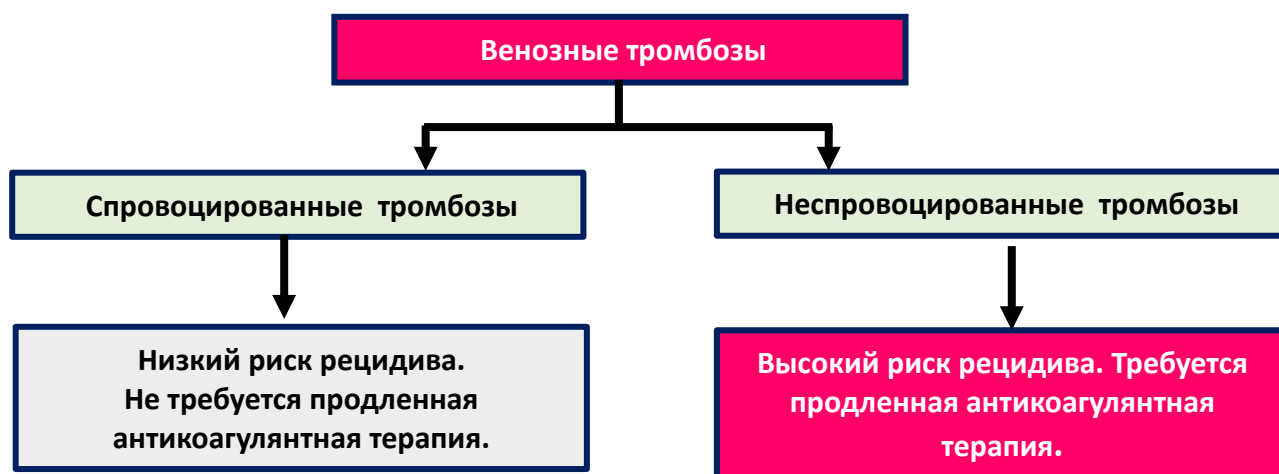 Венозные тромбозы
Спровоцированные тромбозы
Неспровоцированные тромбозы
Низкий риск рецидива.
Не требуется продленная
антикоагулянтная терапия.
Высокий риск рецидива. Требуется
продленная антикоагулянтная
терапия.